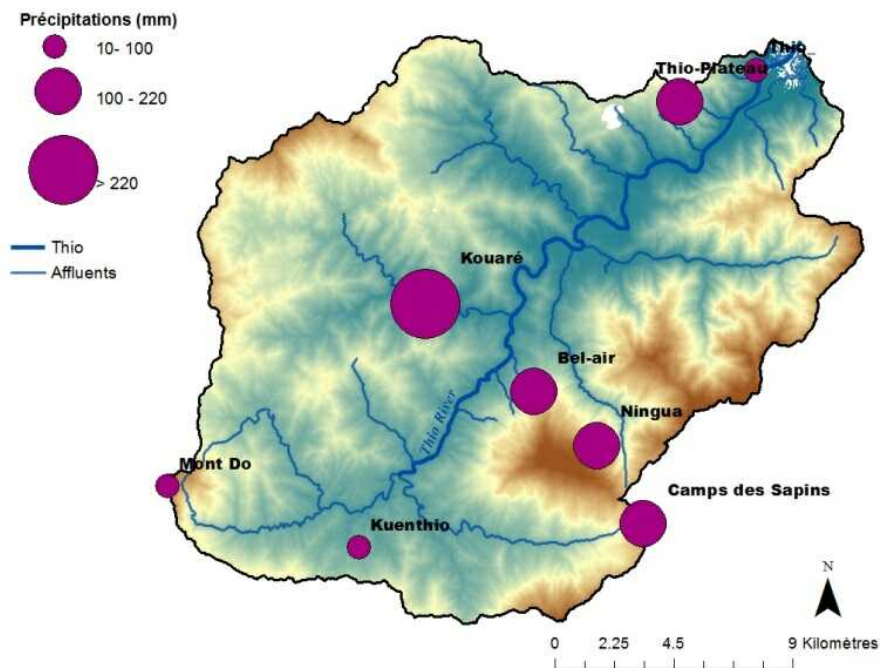 Précipitations (mm)
10- 100
100 - 220
> 220
Thio
Affluents
Thio_
Thio-Plateau
Kouaré
Bel-air
Thio River
Ningua
Mont Do
Camps des Sapins
Kuenthio
N
0 2.25 4.5 9 Kilomètres